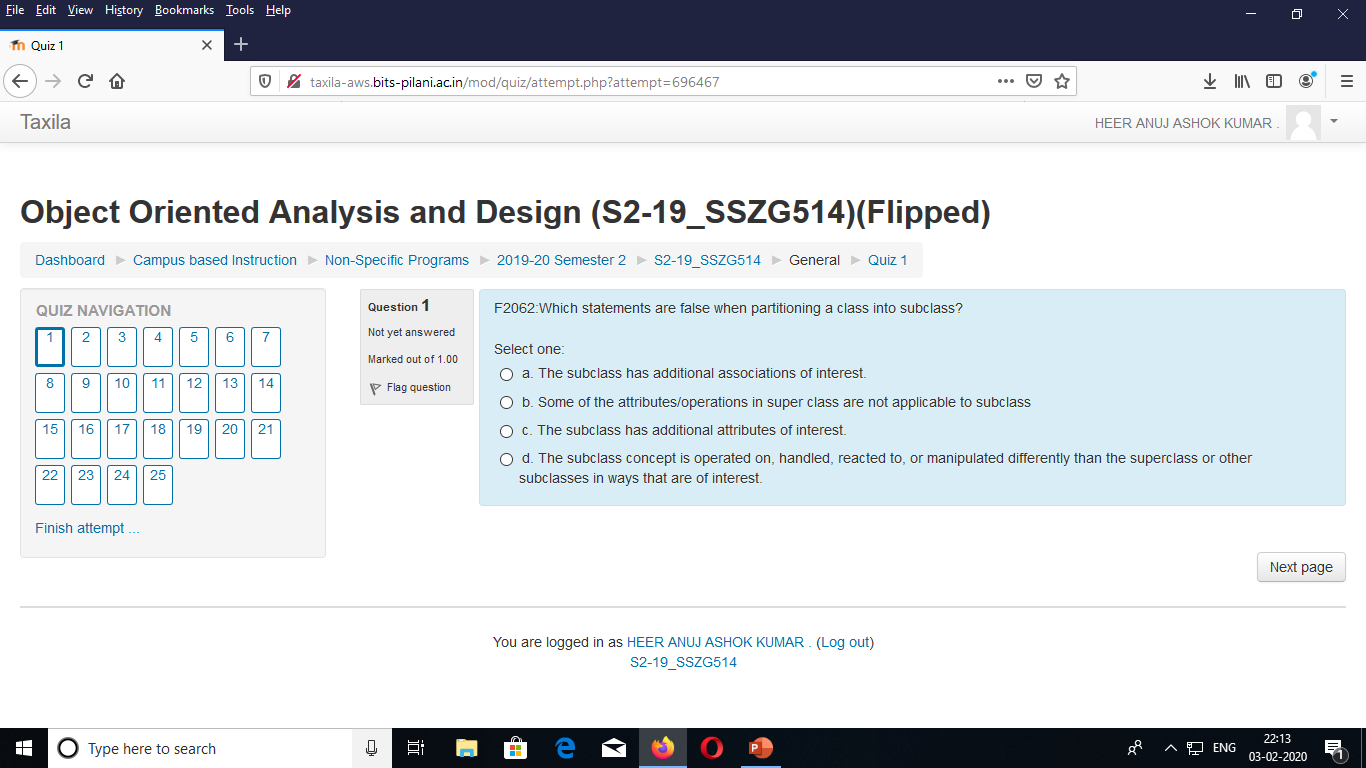 File Edit View History Bookmarks Tools Help
Quiz 1
taxila-aws.bits-pilani.ac.in/mod/quiz/attempt.php?attempt=696467
Taxila
HEER ANUJ ASHOK KUMAR .
Object Oriented Analysis and Design (S2-19_SSZG514)(Flipped)
Dashboard Campus based Instruction Non-Specific Programs 2019-20 Semester 2 S2-19_SSZG514 General Quiz 1
QUIZ NAVIGATION
1 2 3 4 5 6 7
8 9 10 11 12 13 14
15 16 17 18 19 20 21
22 23 24 25
Finish attempt ...
Question 1
Not yet answered
Marked out of 1.00
Flag question
F2062:Which statements are false when partitioning a class into subclass?
Select one:
a. The subclass has additional associations of interest.
b. Some of the attributes/operations in super class are not applicable to subclass
c. The subclass has additional attributes of interest.
d. The subclass concept is operated on, handled, reacted to, or manipulated differently than the superclass or other
subclasses in ways that are of interest.
Next page
You are logged in as HEER ANUJ ASHOK KUMAR . (Log out)
S2-19_SSZG514
Type here to search
ENG
22:13
03-02-2020
1